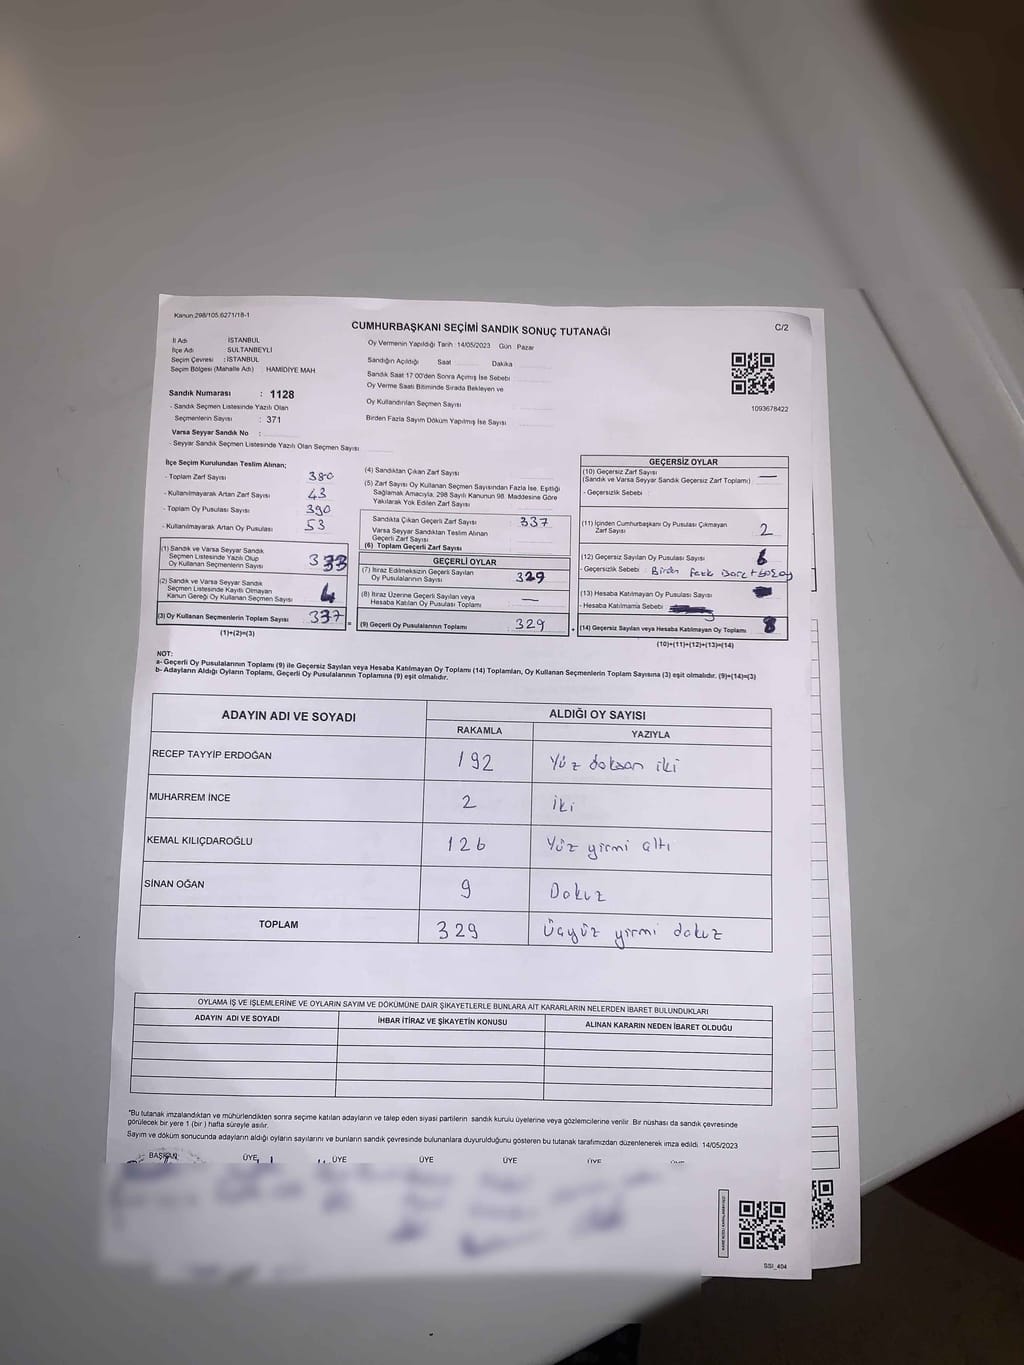 Kanun:298/105,6271/18-1
CUMHURBAŞKANI SEÇİMİ SANDIK SONUÇ TUTANAĞI
C/2
İl Adı İSTANBUL
İlçe Adı : SULTANBEYLİ
Seçim Çevresi : İSTANBUL
Seçim Bölgesi (Mahalle Adı) : HAMİDİYE MAH
Sandık Numarası : 1128
- Sandık Seçmen Listesinde Yazılı Olan
Seçmenlerin Sayısı : 371
Varsa Seyyar Sandık No :
- Seyyar Sandık Seçmen Listesinde Yazılı Olan Seçmen Sayısı
Oy Vermenin Yapıldığı Tarih :14/05/2023 Gün : Pazar
Sandığın Açıldığı Saat Dakika
Sandık Saat 17:00'den Sonra Açımış İse Sebebi
Oy Verme Saati Bitiminde Sırada Bekleyen ve
Oy Kullandırılan Seçmen Sayısı
Birden Fazla Sayım Döküm Yapılmış İse Sayısı
1093678422
İlçe Seçim Kurulundan Teslim Alınan;
- Toplam Zarf Sayısı 380
- Kullanılmayarak Artan Zarf Sayısı 43
- Toplam Oy Pusulası Sayısı 390
- Kullanılmayarak Artan Oy Pusulası 53
(1) Sandık ve Varsa Seyyar Sandık
Seçmen Listesinde Yazılı Olup
Oy Kullanan Seçmenlerin Sayısı 333
(2) Sandık ve Varsa Seyyar Sandık
Seçmen Listesinde Kayıtlı Olmayan
Kanun Gereği Oy Kullanan Seçmen Sayısı 4
(3) Oy Kullanan Seçmenlerin Toplam Sayısı 337
(1)+(2)=(3)
(4) Sandıktan Çıkan Zarf Sayısı
(5) Zarf Sayısı Oy Kullanan Seçmen Sayısından Fazla İse, Eşitliği
Sağlamak Amacıyla, 298 Sayılı Kanunun 98. Maddesine Göre
Yakılarak Yok Edilen Zarf Sayısı
Sandıkta Çıkan Geçerli Zarf Sayısı 337
Varsa Seyyar Sandıktan Teslim Alınan
Geçerli Zarf Sayısı
(6) Toplam Geçerli Zarf Sayısı
GEÇERLİ OYLAR
(7) İtiraz Edilmeksizin Geçerli Sayılan
Oy Pusulalarının Sayısı 329
(8) İtiraz Üzerine Geçerli Sayılan veya
Hesaba Katılan Oy Pusulası Toplamı —
(9) Geçerli Oy Pusulalarının Toplamı 329
GEÇERSİZ OYLAR
(10) Geçersiz Zarf Sayısı
(Sandık ve Varsa Seyyar Sandık Geçersiz Zarf Toplamı) —
- Geçersizlik Sebebi
(11) İçinden Cumhurbaşkanı Oy Pusulası Çıkmayan
Zarf Sayısı 2
(12) Geçersiz Sayılan Oy Pusulası Sayısı 6
- Geçersizlik Sebebi : Birden fazla
(13) Hesaba Katılmayan Oy Pusulası Sayısı
- Hesaba Katılmama Sebebi
(14) Geçersiz Sayılan veya Hesaba Katılmayan Oy Toplamı 8
(10)+(11)+(12)+(13)=(14)
NOT:
a- Geçerli Oy Pusulalarının Toplamı (9) ile Geçersiz Sayılan veya Hesaba Katılmayan Oy Toplamı (14) Toplamları, Oy Kullanan Seçmenlerin Toplam Sayısına (3) eşit olmalıdır. (9)+(14)=(3)
b- Adayların Aldığı Oyların Toplamı, Geçerli Oy Pusulalarının Toplamına (9) eşit olmalıdır.
ADAYIN ADI VE SOYADI ALDIĞI OY SAYISI
RAKAMLA YAZIYLA
RECEP TAYYİP ERDOĞAN 192 Yüz doksan iki
MUHARREM İNCE 2 iki
KEMAL KILIÇDAROĞLU 126 Yüz yirmi altı
SİNAN OĞAN 9 Dokuz
TOPLAM 329 Üçyüz yirmi dokuz
OYLAMA İŞ VE İŞLEMLERİNE VE OYLARIN SAYIM VE DÖKÜMÜNE DAİR ŞİKAYETLERLE BUNLARA AİT KARARLARIN NELERDEN İBARET BULUNDUKLARI
ADAYIN ADI VE SOYADI İHBAR İTİRAZ VE ŞİKAYETİN KONUSU ALINAN KARARIN NEDEN İBARET OLDUĞU
*Bu tutanak imzalandıktan ve mühürlendikten sonra seçime katılan adayların ve talep eden siyasi partilerin sandık kurulu üyelerine veya gözlemcilerine verilir. Bir nüshası da sandık çevresinde
görülecek bir yere 1 (bir ) hafta süreyle asılır.
Sayım ve döküm sonucunda adayların aldığı oyların sayılarını ve bunların sandık çevresinde bulunanlara duyurulduğunu gösteren bu tutanak tarafımızdan düzenlenerek imza edildi. 14/05/2023
BAŞKAN ÜYE ÜYE ÜYE ÜYE ÜYE
SSI_404